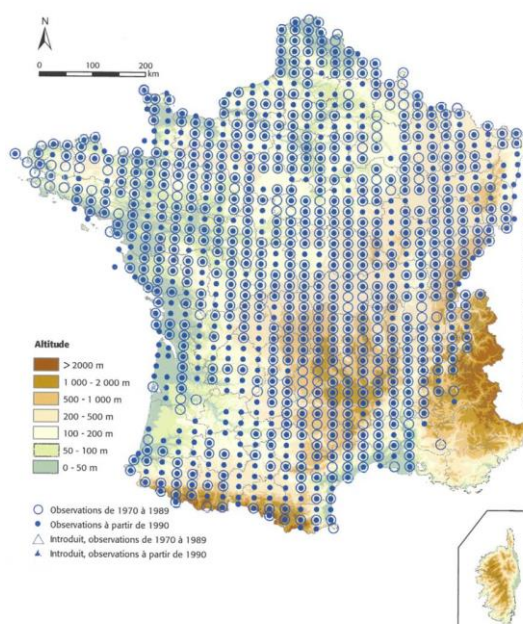 N
0 100 200
km
Altitude
> 2000 m
1 000 - 2 000 m
500 - 1 000 m
200 - 500 m
100 - 200 m
50 - 100 m
0 - 50 m
Observations de 1970 à 1989
Observations à partir de 1990
Introduit, observations de 1970 à 1989
Introduit, observations à partir de 1990